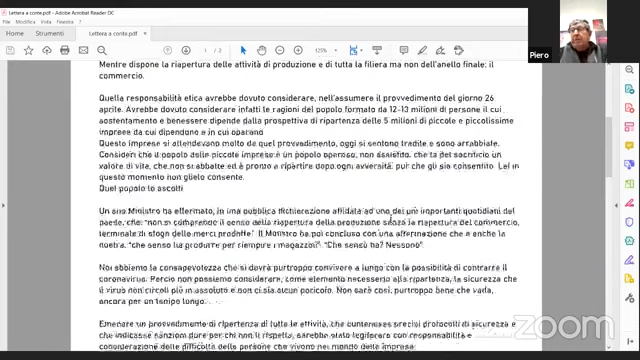 Lettera a conte.pdf - Adobe Acrobat Reader DC
File Modifica Vista Finestra Aiuto
Home Strumenti Lettera a conte.pdf
1 / 2 125%
Piero
Mentre dispone la riapertura delle attività di produzione e di tutta la filiera ma non dell'anello finale: il
commercio.
Quella responsabilità etica avrebbe dovuto considerare, nell'assumere il provvedimento del giorno 26
aprile. Avrebbe dovuto considerare infatti le ragioni del popolo formato da 12-13 milioni di persone il cui
sostentamento e benessere dipende dalla prospettiva di ripartenza delle 5 milioni di piccole e piccolissime
imprese da cui dipendono e in cui operano
Queste imprese si attendevano molto da quel provvedimento, oggi si sentono tradite e sono arrabbiate.
Consideri che il popolo delle piccole imprese è un popolo operoso, non assistito, che fa del sacrificio un
valore di vita, che non si abbatte ed è pronto a ripartire dopo ogni avversità, pur che gli sia consentito. Lei in
questo momento non glielo consente.
Quel popolo lo ascolti
Un suo Ministro ha affermato, in una pubblica dichiarazione affidata ad uno dei più importanti quotidiani del
paese, che "non si comprende il senso della riapertura della produzione senza la riapertura del commercio,
terminale di sfogo delle merci prodotte". Il Ministro ha poi concluso con una affermazione che è anche la
nostra: "che senso ha produrre per riempire i magazzini". "Che senso ha? Nessuno".
Noi abbiamo la consapevolezza che si dovrà purtroppo convivere a lungo con la possibilità di contrarre il
coronavirus. Perciò non possiamo considerare, come elemento necessario alla ripartenza, la sicurezza che
il virus non circoli più in assoluto e non ci sia alcun pericolo. Non sarà così, purtroppo bene che vada,
ancora per un tempo lungo.
Emanare un provvedimento di ripartenza di tutte le attività, che contenesse precisi protocolli di sicurezza e
che indicasse sanzioni pure per chi non li rispetta, sarebbe stato legiferare con responsabilità e
considerazione delle difficoltà delle persone che vivono nel mondo delle imprese
zoom